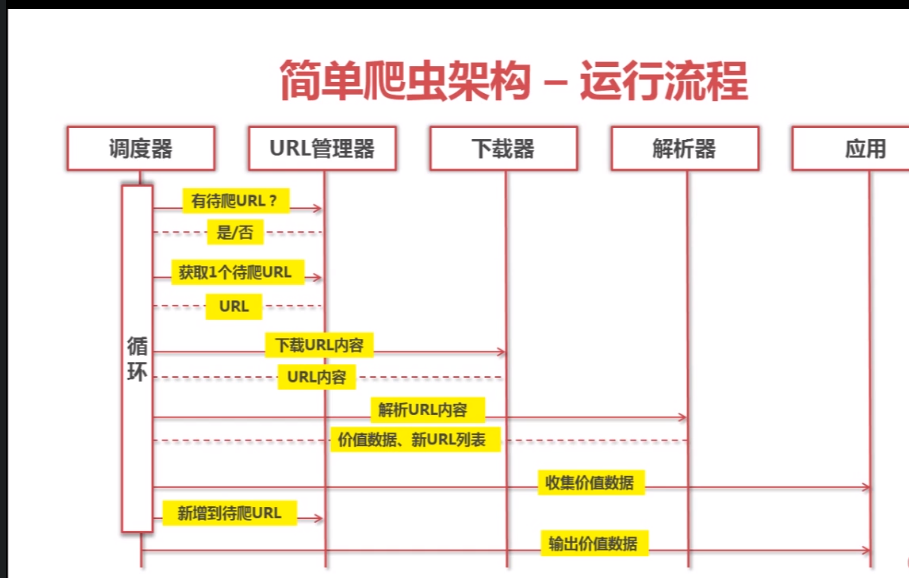 简单爬虫架构 – 运行流程
调度器
URL管理器
下载器
解析器
应用
有待爬URL？
是/否
获取1个待爬URL
URL
循环
下载URL内容
URL内容
解析URL内容
价值数据、新URL列表
收集价值数据
新增到待爬URL
输出价值数据